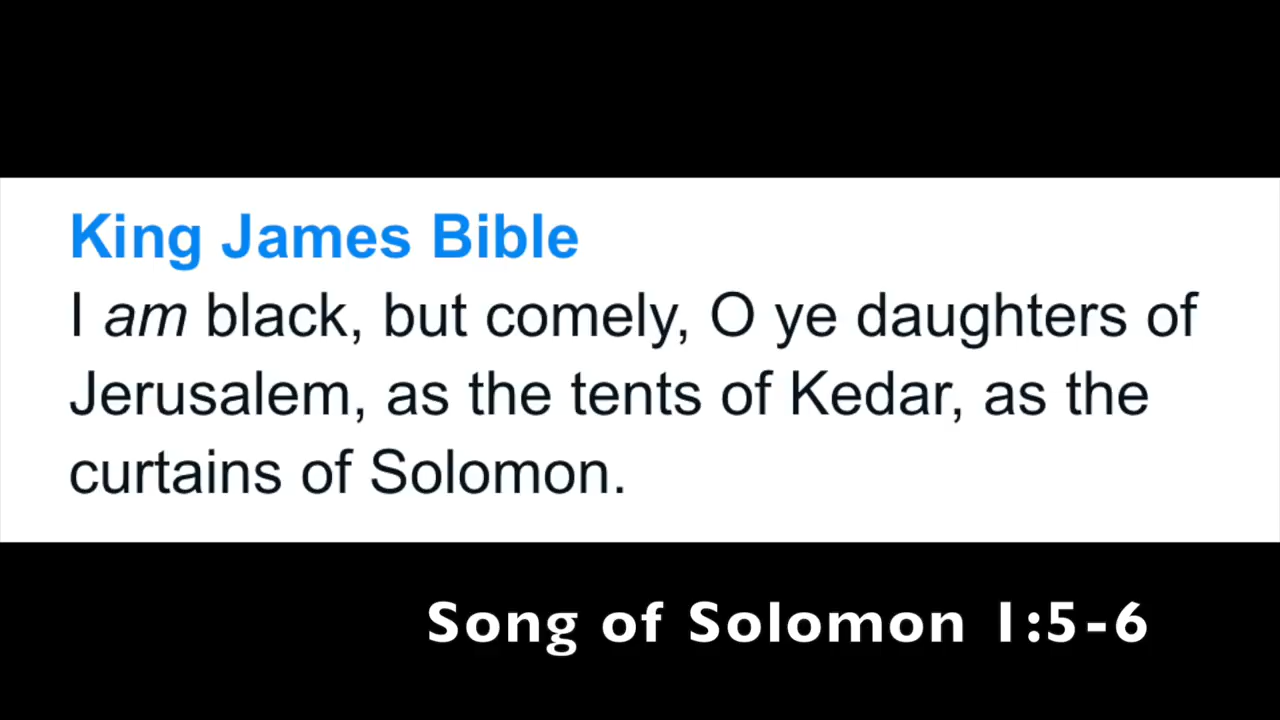 King James Bible
I am black, but comely, O ye daughters of
Jerusalem, as the tents of Kedar, as the
curtains of Solomon.
Song of Solomon 1:5-6